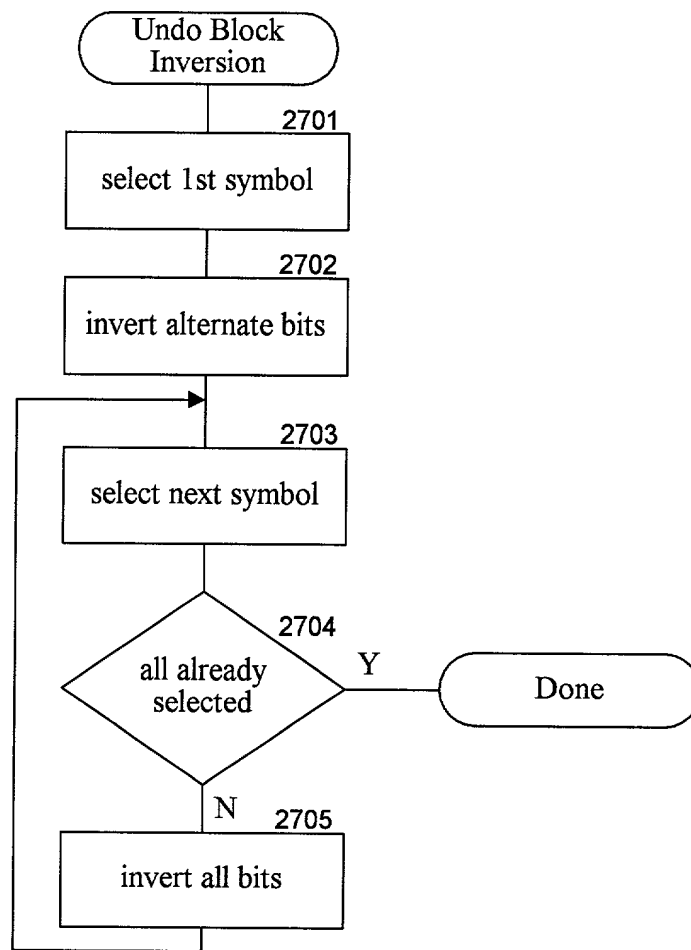 Undo Block
Inversion
2701
select 1st symbol
2702
invert alternate bits
2703
select next symbol
2704
all already
selected
Y
Done
N
2705
invert all bits